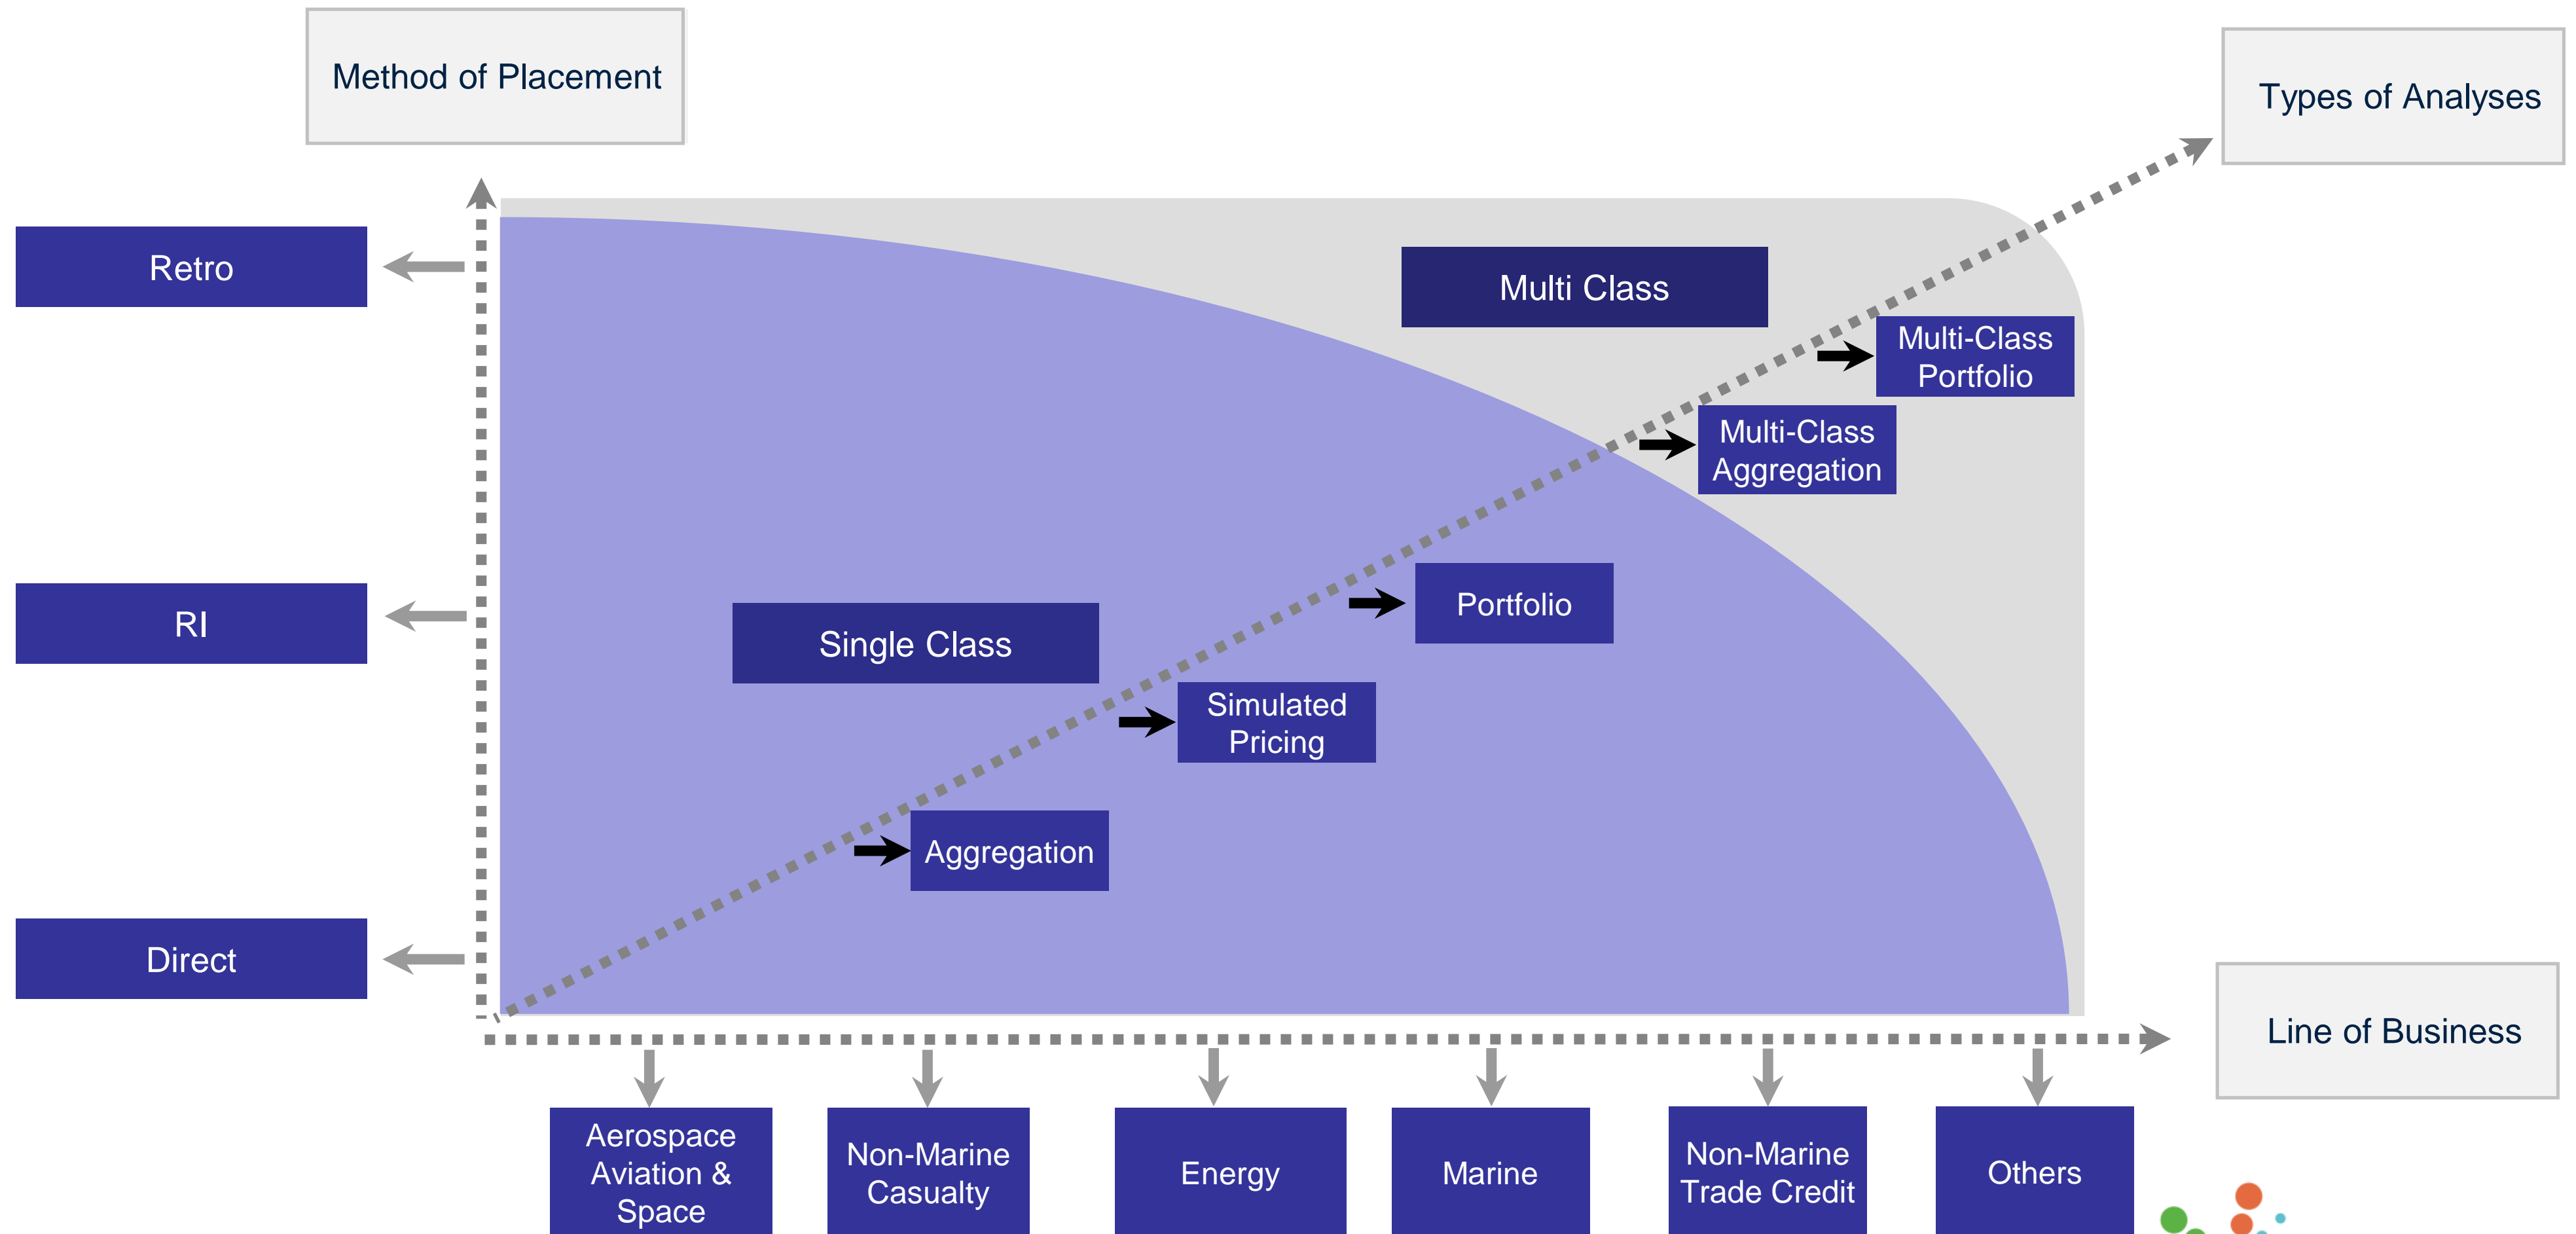 Method of Placement
Types of Analyses
Retro
Multi Class
Multi-Class
Portfolio
Multi-Class
Aggregation
RI
Single Class
Portfolio
Simulated
Pricing
Aggregation
Direct
Line of Business
Aerospace
Aviation &
Space
Non-Marine
Casualty
Energy
Marine
Non-Marine
Trade Credit
Others